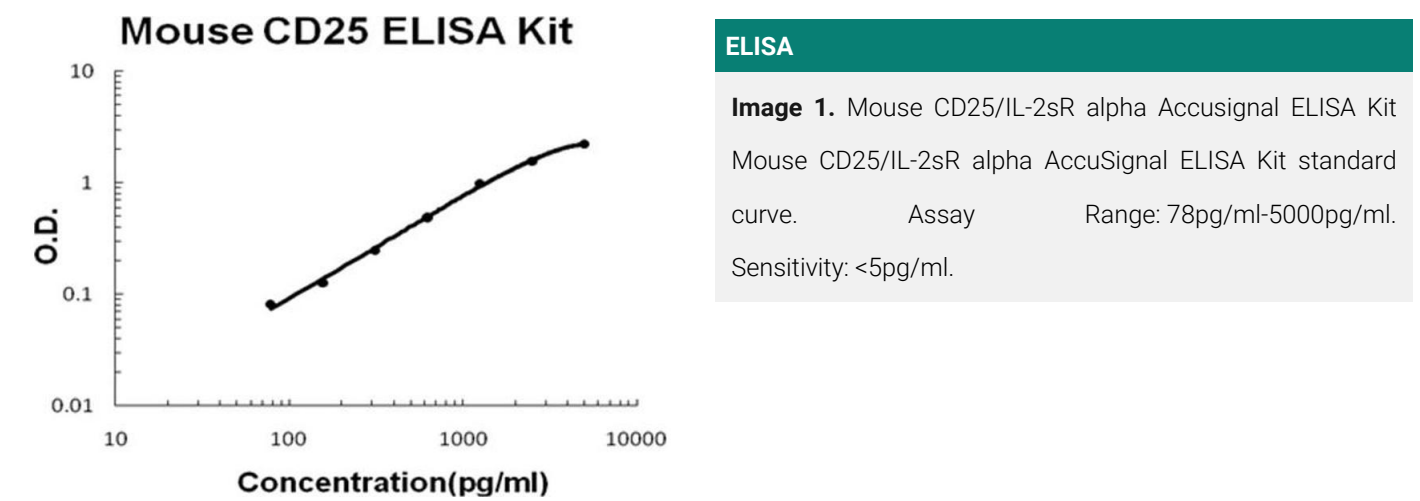 Mouse CD25 ELISA Kit
10
1
0.1
0.01
O.D.
10 100 1000 10000
Concentration(pg/ml)
ELISA
Image 1. Mouse CD25/IL-2sR alpha Accusignal ELISA Kit
Mouse CD25/IL-2sR alpha AccuSignal ELISA Kit standard
curve. Assay Range: 78pg/ml-5000pg/ml.
Sensitivity: <5pg/ml.